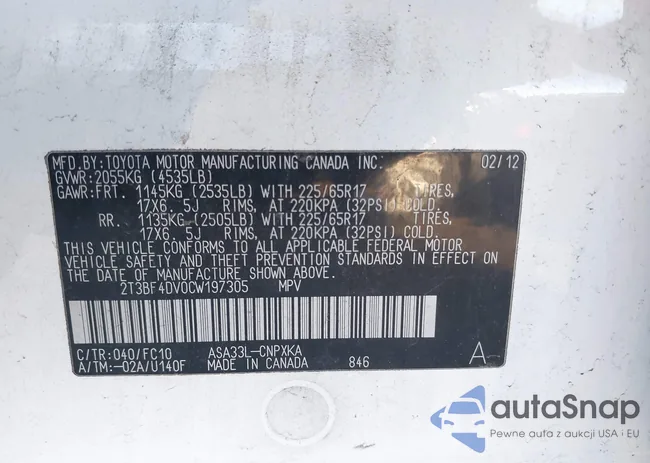 MFD. BY: TOYOTA MOTOR MANUFACTURING CANADA INC. 02/12
GVWR: 2055KG (4535LB)
GAWR: FRT. 1145KG (2535LB) WITH 225/65R17 TIRES,
17X6. 5J RIMS, AT 220KPA (32PSI) COLD.
RR. 1135KG (2505LB) WITH 225/65R17 TIRES,
17X6. 5J RIMS, AT 220KPA (32PSI) COLD.
THIS VEHICLE CONFORMS TO ALL APPLICABLE FEDERAL MOTOR
VEHICLE SAFETY AND THEFT PREVENTION STANDARDS IN EFFECT ON THE
DATE OF MANUFACTURE SHOWN ABOVE.
2T3BF4DV0CW197305 MPV
C/TR: 040/FC10 ASA33L-CNPXKA
A/TM: -02A/U140F MADE IN CANADA 846 A-
autaSnap
Pewne auta z aukcji USA i EU